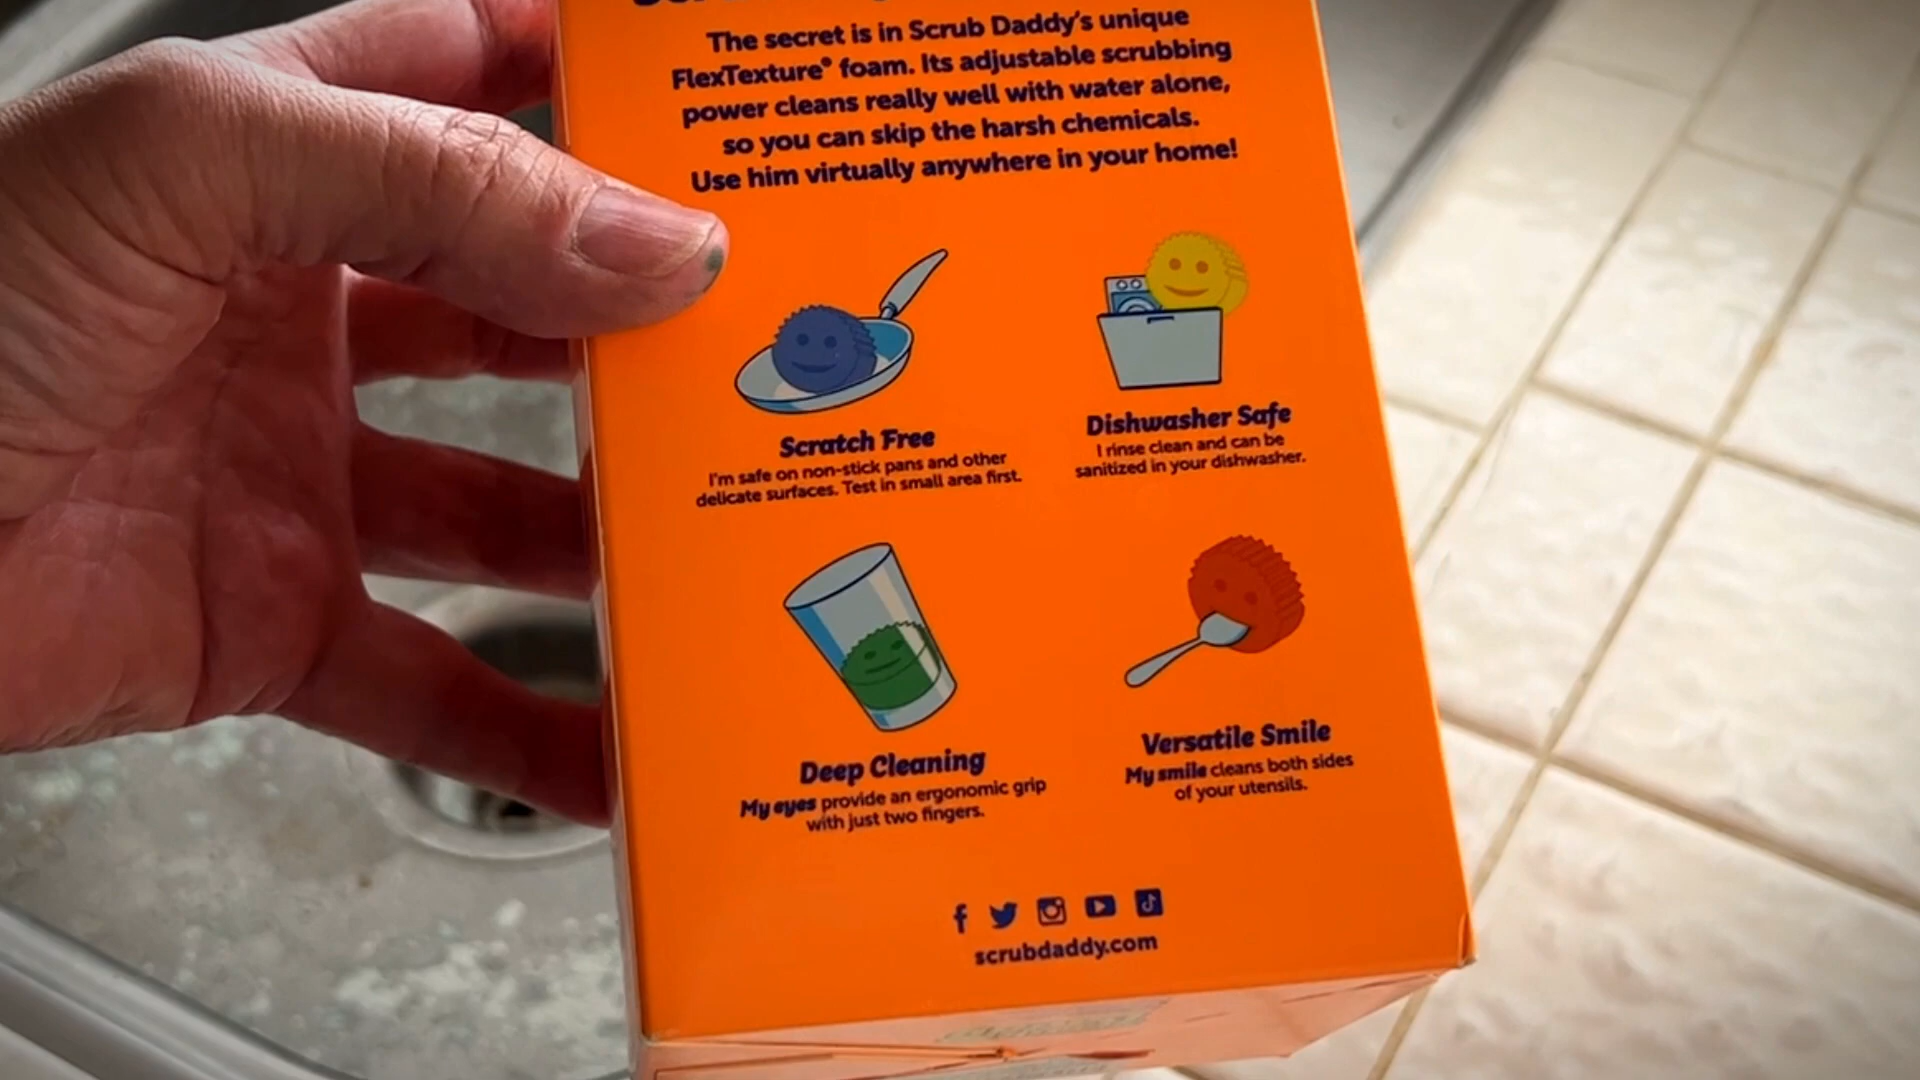 The secret is in Scrub Daddy's unique
FlexTexture® foam. Its adjustable scrubbing
power cleans really well with water alone,
so you can skip the harsh chemicals.
Use him virtually anywhere in your home!
Scratch Free
I'm safe on non-stick pans and other
delicate surfaces. Test in small area first.
Dishwasher Safe
I rinse clean and can be
sanitized in your dishwasher.
Deep Cleaning
My eyes provide an ergonomic grip
with just two fingers.
Versatile Smile
My smile cleans both sides
of your utensils.
scrubdaddy.com